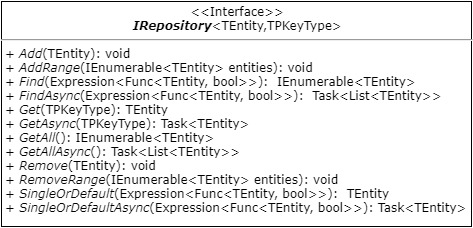 <<Interface>>
IRepository<TEntity,TPKeyType>
+ Add(TEntity): void
+ AddRange(IEnumerable<TEntity> entities): void
+ Find(Expression<Func<TEntity, bool>>): IEnumerable<TEntity>
+ FindAsync(Expression<Func<TEntity, bool>>): Task<List<TEntity>>
+ Get(TPKeyType): TEntity
+ GetAsync(TPKeyType): Task<TEntity>
+ GetAll(): IEnumerable<TEntity>
+ GetAllAsync(): Task<List<TEntity>>
+ Remove(TEntity): void
+ RemoveRange(IEnumerable<TEntity> entities): void
+ SingleOrDefault(Expression<Func<TEntity, bool>>): TEntity
+ SingleOrDefaultAsync(Expression<Func<TEntity, bool>>): Task<TEntity>